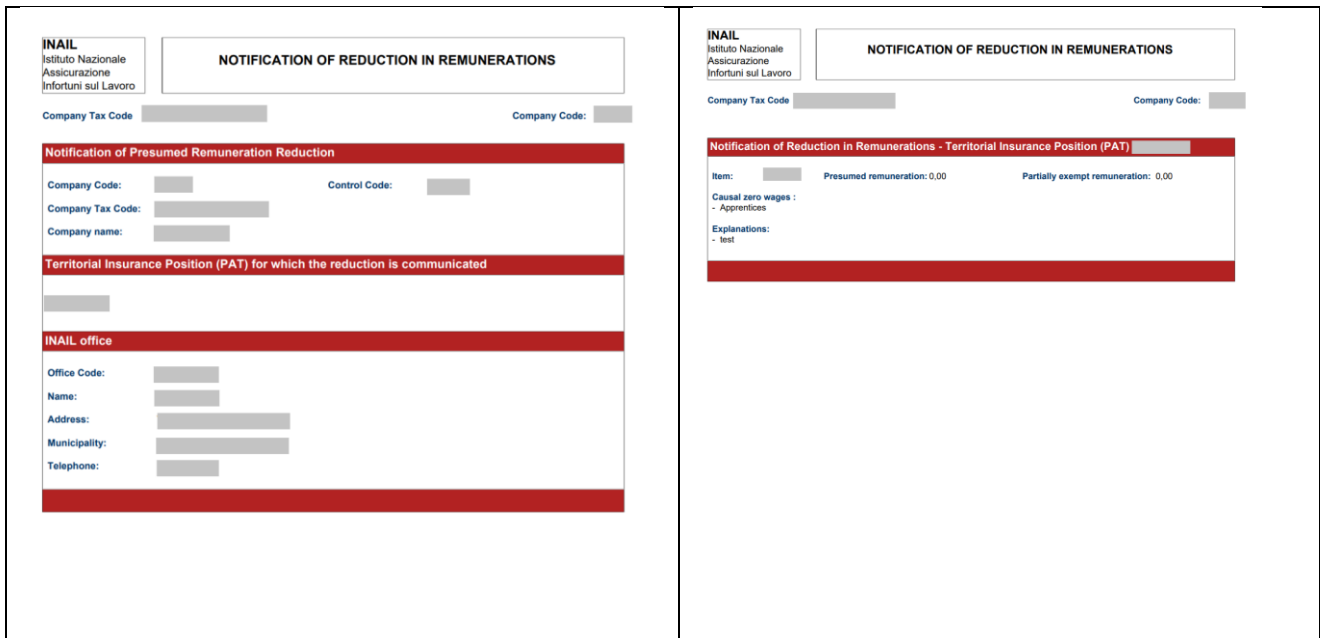 INAIL
Istituto Nazionale
Assicurazione
Infortuni sul Lavoro
NOTIFICATION OF REDUCTION IN REMUNERATIONS
Company Tax Code
Company Code:
Notification of Presumed Remuneration Reduction
Company Code:
Control Code:
Company Tax Code:
Company name:
Territorial Insurance Position (PAT) for which the reduction is communicated
INAIL office
Office Code:
Name:
Address:
Municipality:
Telephone:
INAIL
Istituto Nazionale
Assicurazione
Infortuni sul Lavoro
NOTIFICATION OF REDUCTION IN REMUNERATIONS
Company Tax Code
Company Code:
Notification of Reduction in Remunerations - Territorial Insurance Position (PAT)
Item:
Presumed remuneration: 0,00
Partially exempt remuneration: 0,00
Causal zero wages :
- Apprentices
Explanations:
- test